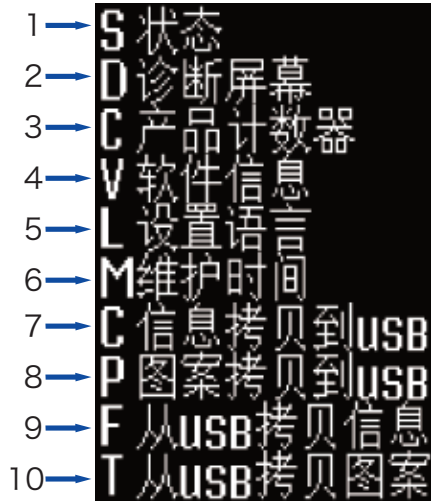 1 S 状态
2 D 诊断屏幕
3 C 产品计数器
4 V 软件信息
5 L 设置语言
6 M 维护时间
7 C 信息拷贝到USB
8 P 图案拷贝到USB
9 F 从USB拷贝信息
10 T 从USB拷贝图案